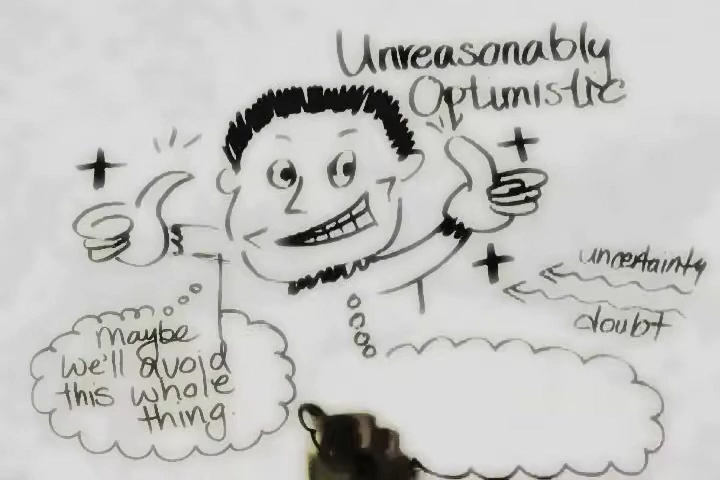 Unreasonably
Optimistic
uncertainty
doubt
maybe
we'll avoid
this whole
thing.